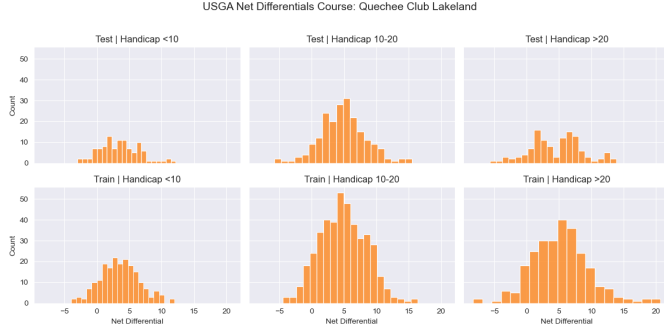 USGA Net Differentials Course: Quechee Club Lakeland
Test | Handicap <10
Test | Handicap 10-20
Test | Handicap >20
50
40
30
20
10
0
Count
Train | Handicap <10
Train | Handicap 10-20
Train | Handicap >20
50
40
30
20
10
0
Count
−5 0 5 10 15 20
−5 0 5 10 15 20
−5 0 5 10 15 20
Net Differential
Net Differential
Net Differential